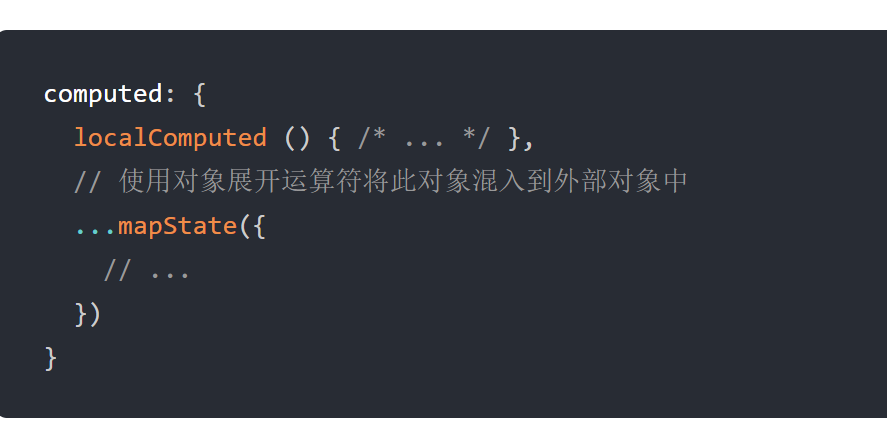 computed: {
localComputed () { /* ... */ },
// 使用对象展开运算符将此对象混入到外部对象中
...mapState({
// ...
})
}